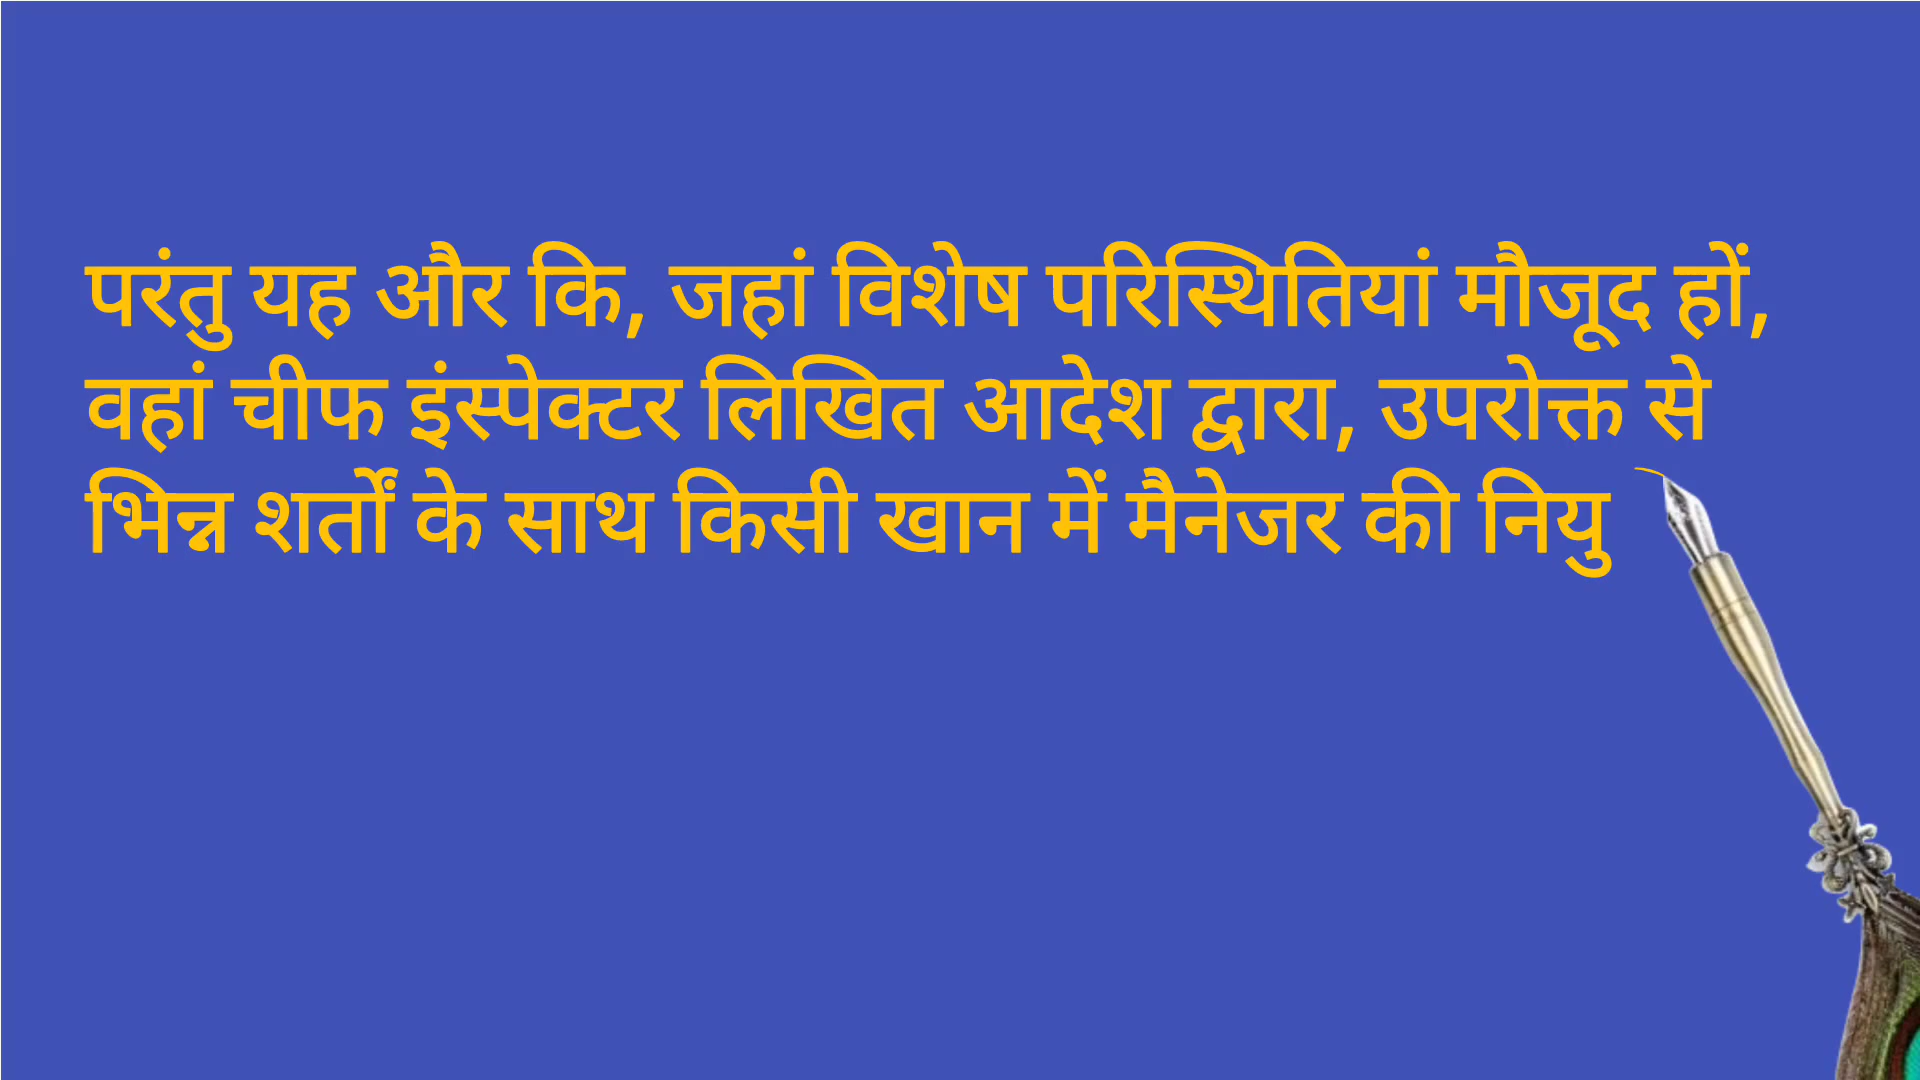 परंतु यह और कि, जहां विशेष परिस्थितियां मौजूद हों,
वहां चीफ इंस्पेक्टर लिखित आदेश द्वारा, उपरोक्त से
भिन्न शर्तों के साथ किसी खान में मैनेजर की नियु